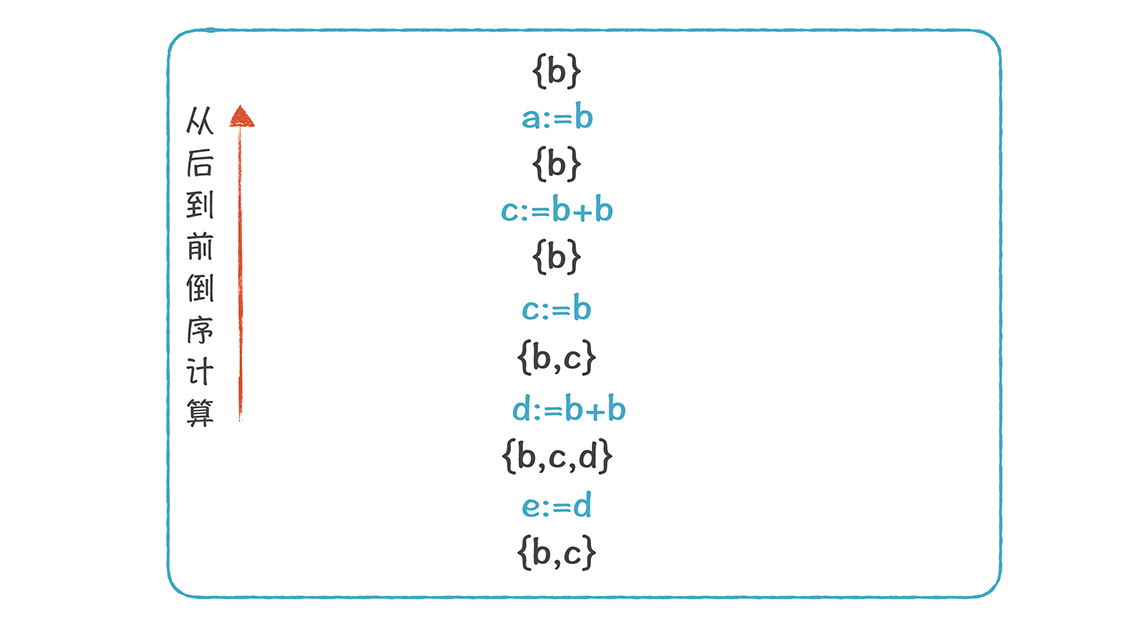 从后到前倒序计算
{b}
a:=b
{b}
c:=b+b
{b}
c:=b
{b,c}
d:=b+b
{b,c,d}
e:=d
{b,c}